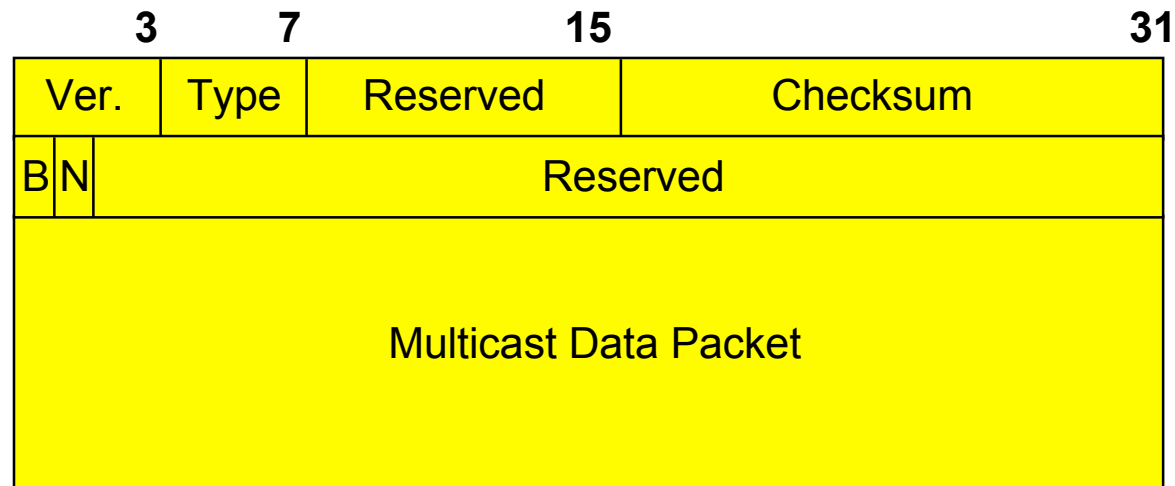 3 7 15 31
Ver. Type Reserved Checksum
B N Reserved
Multicast Data Packet